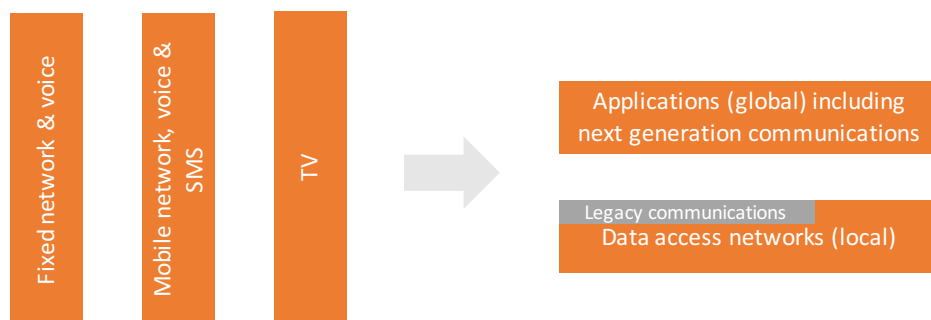 Fixed network & voice
Mobile network, voice &
SMS
TV
Applications (global) including
next generation communications
Legacy communications
Data access networks (local)